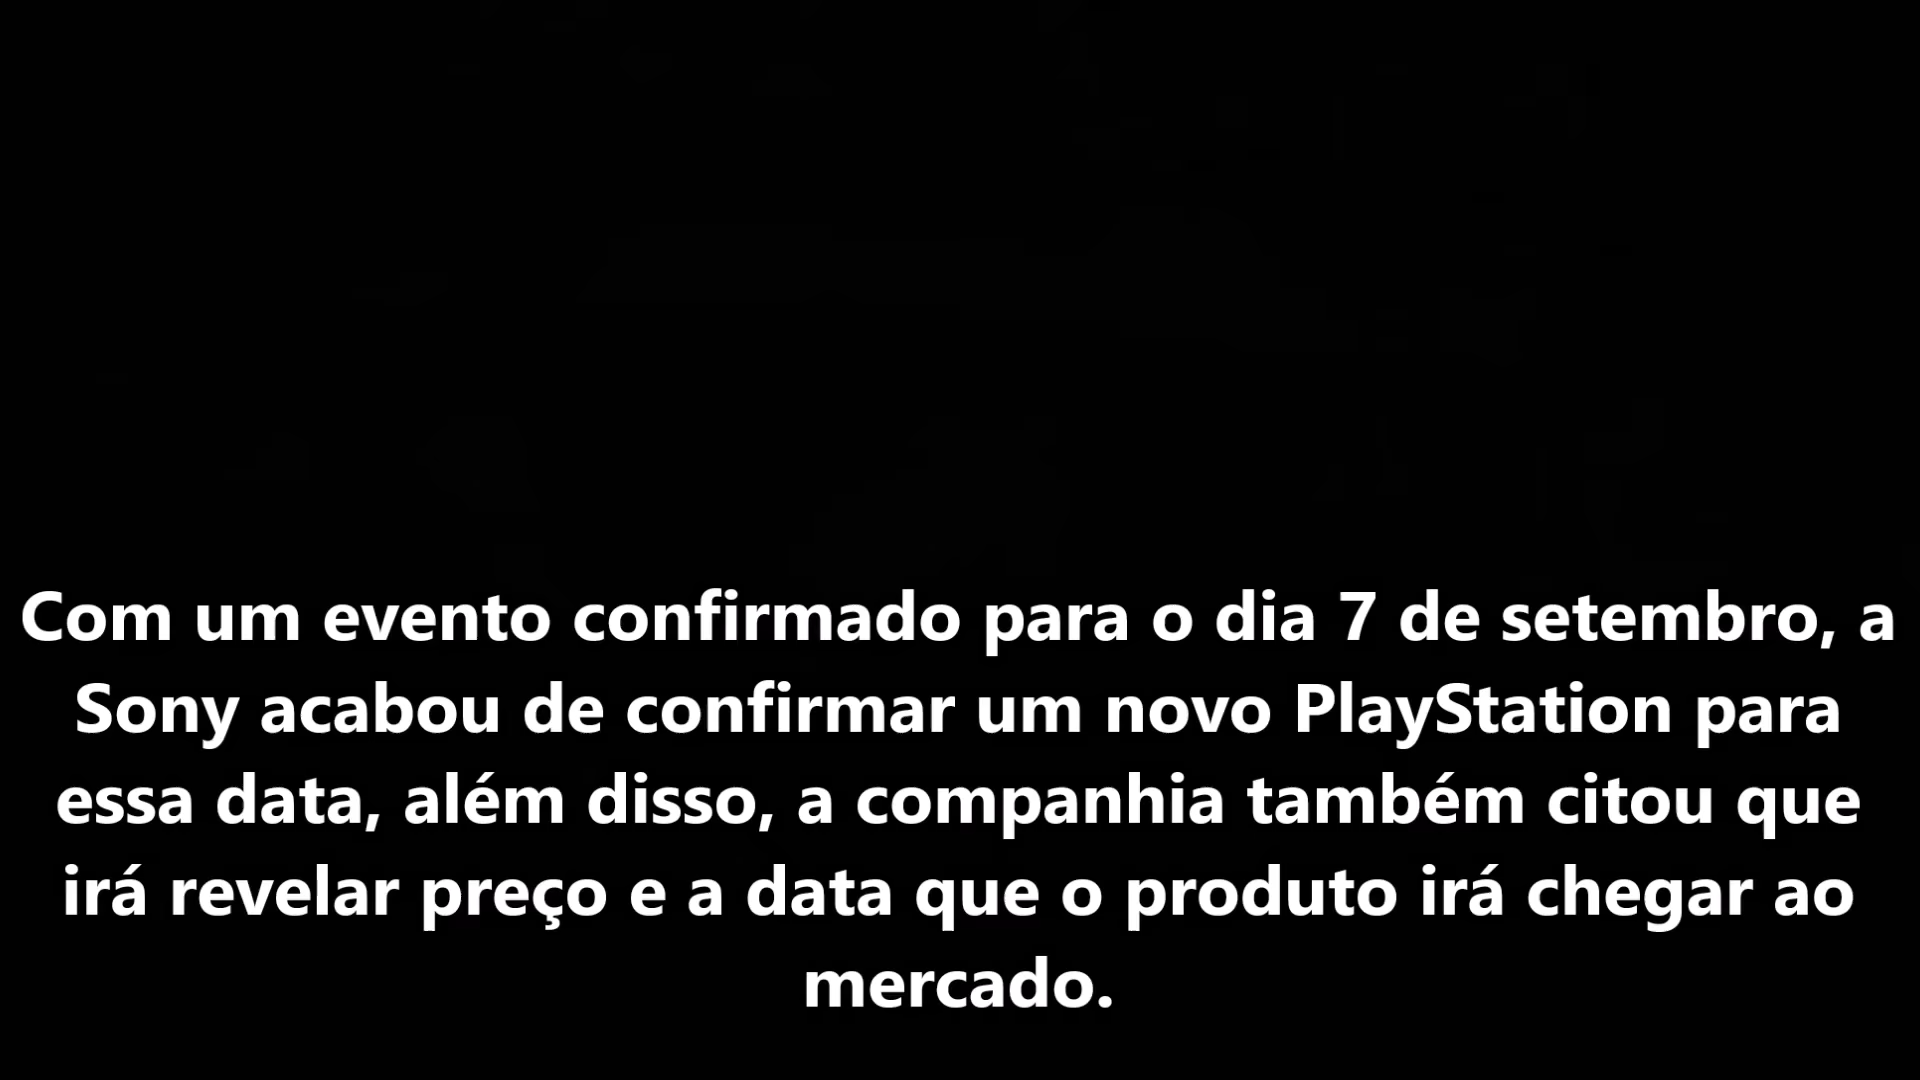 Com um evento confirmado para o dia 7 de setembro, a
Sony acabou de confirmar um novo PlayStation para
essa data, além disso, a companhia também citou que
irá revelar preço e a data que o produto irá chegar ao
mercado.